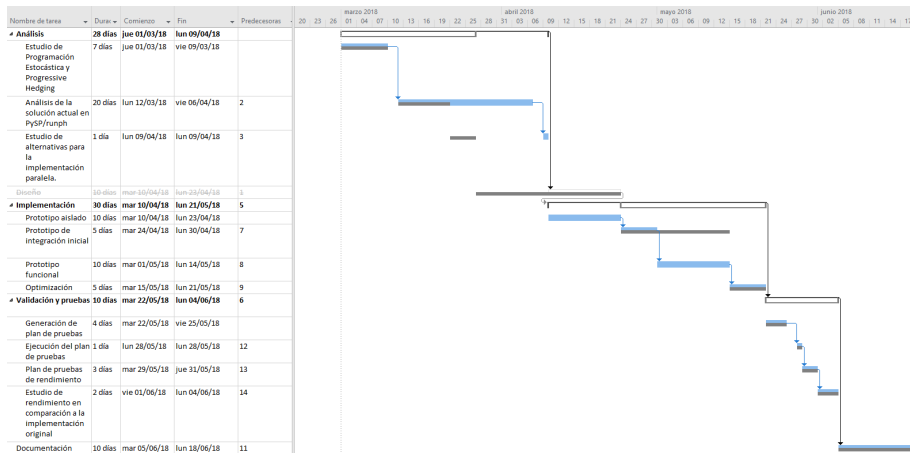 marzo 2018 abril 2018 mayo 2018 junio 2018
Nombre de tarea Durac Comienzo Fin Predecesoras 20 23 26 01 04 07 10 13 16 19 22 25 28 31 03 06 09 12 15 18 21 24 27 30 03 06 09 12 15 18 21 24 27 30 02 05 08 11 14 17
Análisis 28 días jue 01/03/18 lun 09/04/18
Estudio de 7 días jue 01/03/18 vie 09/03/18
Programación
Estocástica y
Progressive
Hedging
Análisis de la 20 días lun 12/03/18 vie 06/04/18 2
solución actual en
PySP/runph
Estudio de 1 día lun 09/04/18 lun 09/04/18 3
alternativas para
la
implementación
paralela.
Diseño 10 días mar 10/04/18 lun 23/04/18 1
Implementación 30 días mar 10/04/18 lun 21/05/18 5
Prototipo aislado 10 días mar 10/04/18 lun 23/04/18
Prototipo de 5 días mar 24/04/18 lun 30/04/18 7
integración inicial
Prototipo 10 días mar 01/05/18 lun 14/05/18 8
funcional
Optimización 5 días mar 15/05/18 lun 21/05/18 9
Validación y pruebas 10 días mar 22/05/18 lun 04/06/18 6
Generación de 4 días mar 22/05/18 vie 25/05/18
plan de pruebas
Ejecución del plan 1 día lun 28/05/18 lun 28/05/18 12
de pruebas
Plan de pruebas 3 días mar 29/05/18 jue 31/05/18 13
de rendimiento
Estudio de 2 días vie 01/06/18 lun 04/06/18 14
rendimiento en
comparación a la
implementación
original
Documentación 10 días mar 05/06/18 lun 18/06/18 11